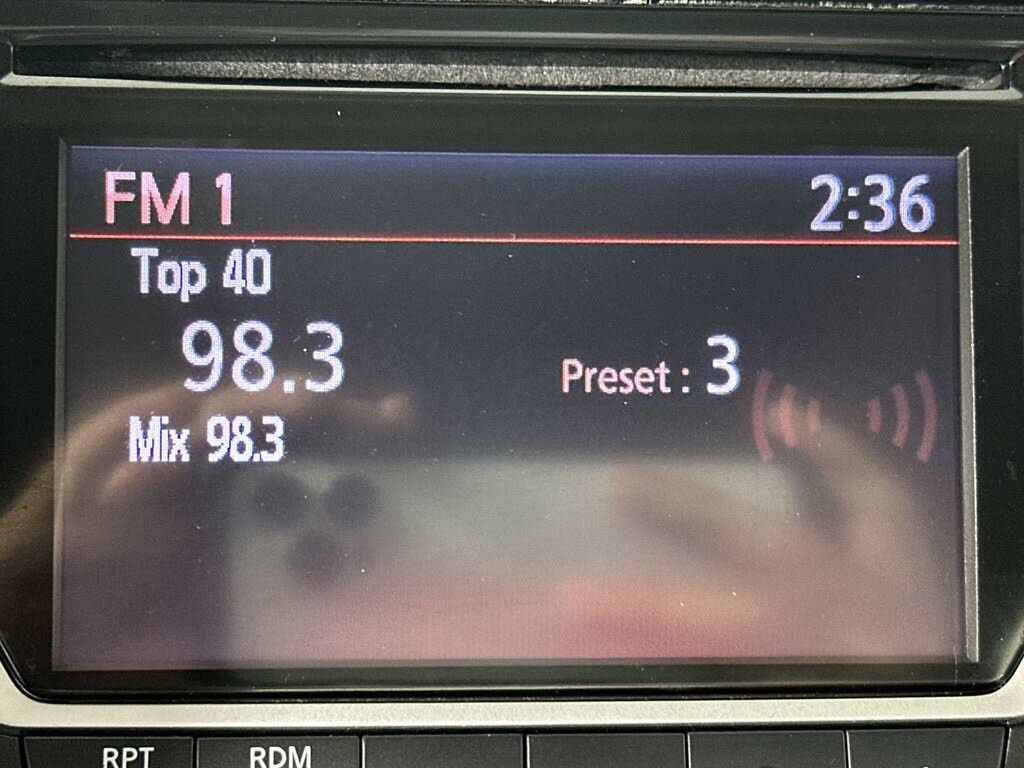 FM 1 2:36
Top 40
98.3
Preset : 3
Mix 98.3
RPT RDM